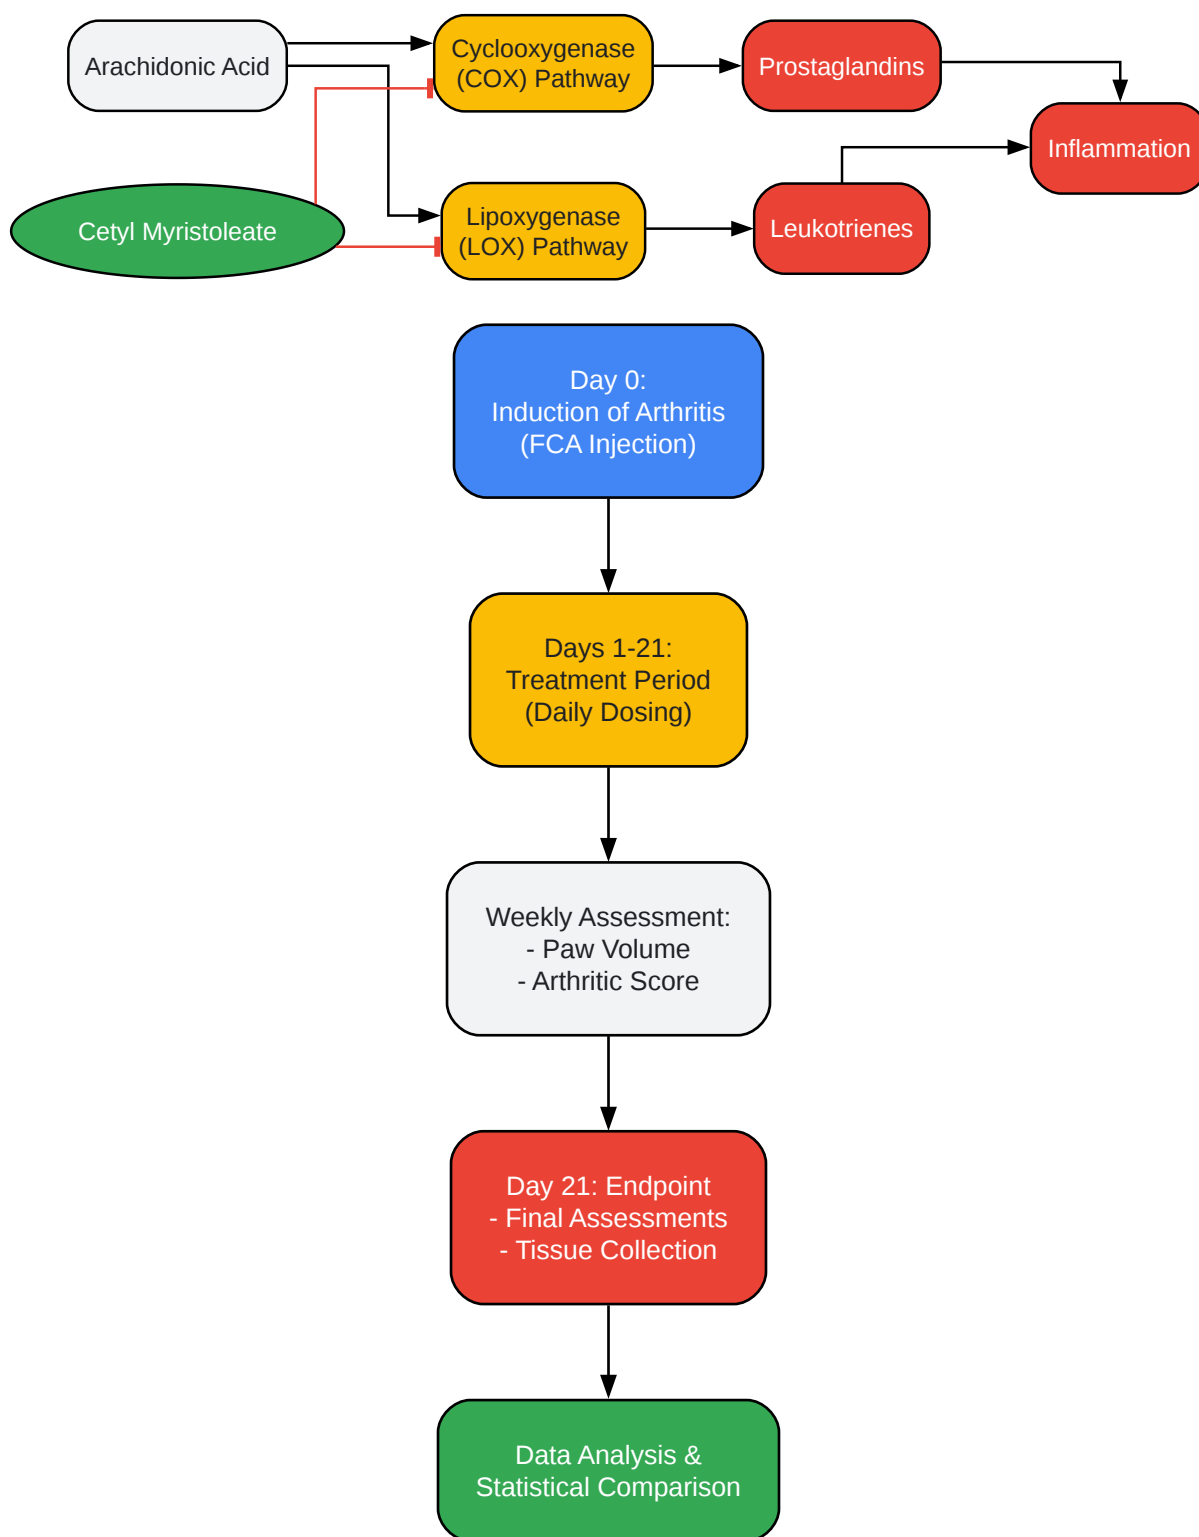 Arachidonic Acid
Cyclooxygenase
(COX) Pathway
Prostaglandins
Inflammation
Cetyl Myristoleate
Lipoxygenase
(LOX) Pathway
Leukotrienes
Day 0:
Induction of Arthritis
(FCA Injection)
Days 1-21:
Treatment Period
(Daily Dosing)
Weekly Assessment:
- Paw Volume
- Arthritic Score
Day 21: Endpoint
- Final Assessments
- Tissue Collection
Data Analysis &
Statistical Comparison